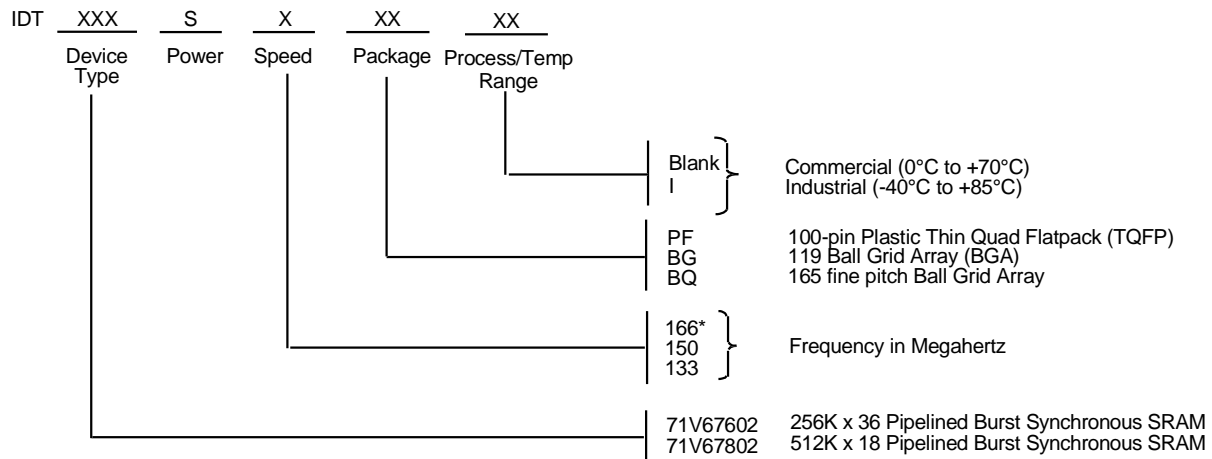 IDT XXX S X XX XX
Device Type Power Speed Package Process/Temp Range
Blank Commercial (0°C to +70°C)
I Industrial (-40°C to +85°C)
PF 100-pin Plastic Thin Quad Flatpack (TQFP)
BG 119 Ball Grid Array (BGA)
BQ 165 fine pitch Ball Grid Array
166*
150 Frequency in Megahertz
133
71V67602 256K x 36 Pipelined Burst Synchronous SRAM
71V67802 512K x 18 Pipelined Burst Synchronous SRAM